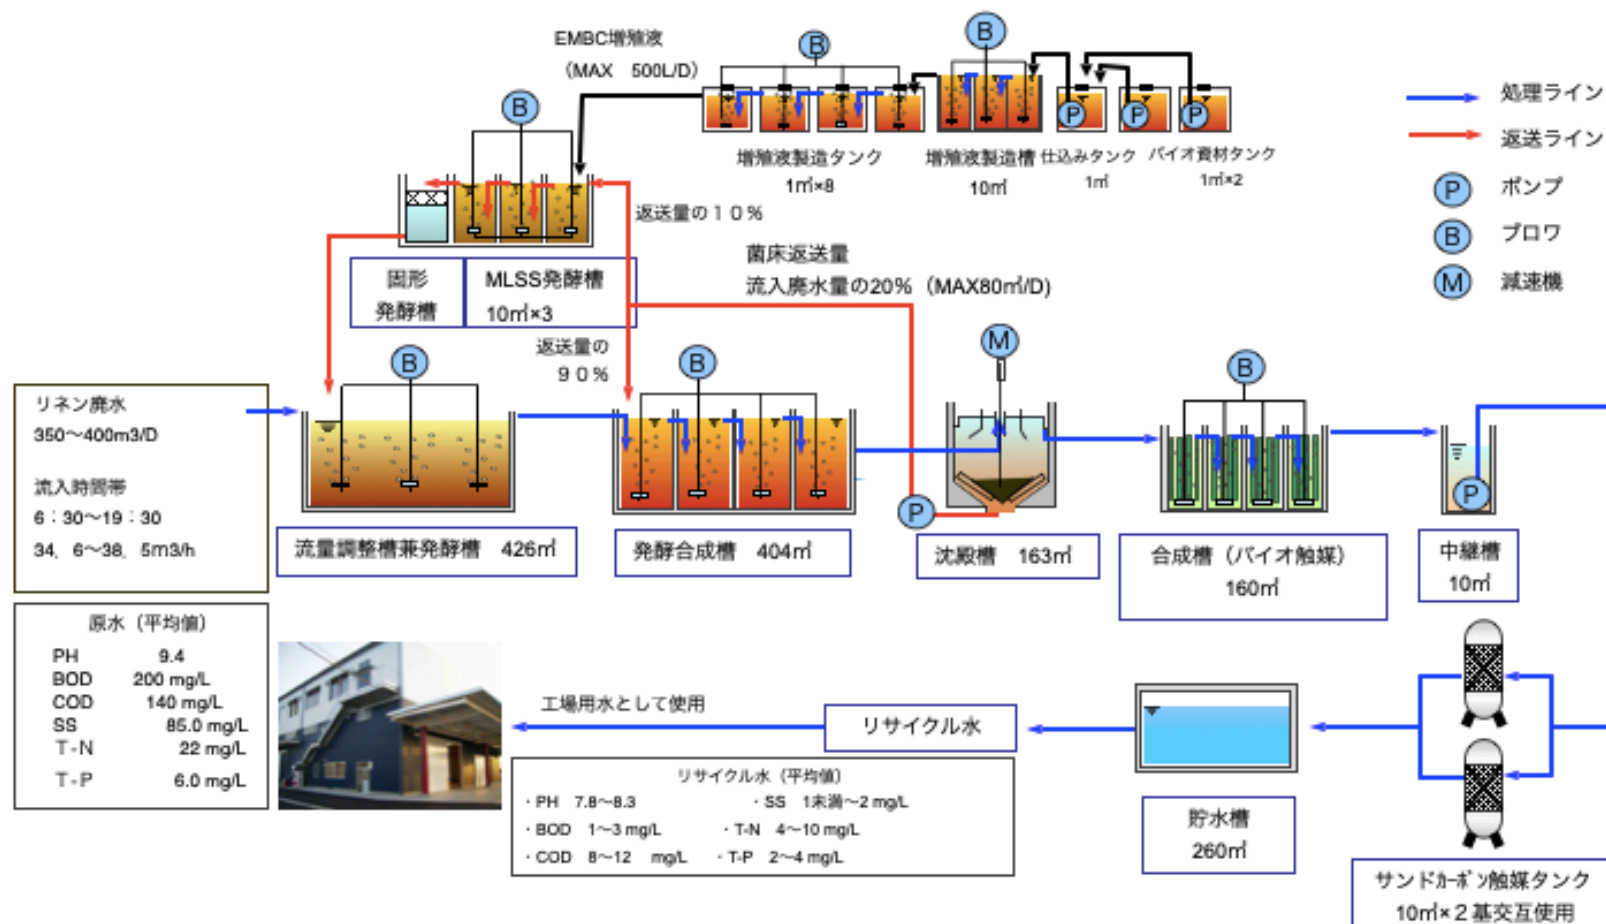 EMBC増殖液
（MAX　500L/D）
B
B
B
P
P
P
増殖液製造タンク
1㎥×8
増殖液製造槽
10㎥
仕込みタンク
1㎥
バイオ資材タンク
1㎥×2
処理ライン
返送ライン
P ポンプ
B ブロワ
M 減速機
返送量の１０％
菌床返送量
流入廃水量の20%（MAX80㎥/D)
固形
発酵槽
MLSS発酵槽
10㎥×3
返送量の
９０％
B
B
M
B
P
P
リネン廃水
350〜400m3/D
流入時間帯
6：30〜19：30
34．6〜38．5m3/h
流量調整槽兼発酵槽　426㎥
発酵合成槽　404㎥
沈殿槽　163㎥
合成槽（バイオ触媒）
160㎥
中継槽
10㎥
原水（平均値）
PH 9.4
BOD 200 mg/L
COD 140 mg/L
SS 85.0 mg/L
T-N 22 mg/L
T-P 6.0 mg/L
工場用水として使用
リサイクル水
リサイクル水（平均値）
・PH　7.8〜8.3 ・SS　1未満〜2 mg/L
・BOD　1〜3 mg/L ・T-N　4〜10 mg/L
・COD　8〜12　mg/L ・T-P　2〜4 mg/L
貯水槽
260㎥
サンドカーボン触媒タンク
10㎥×２基交互使用